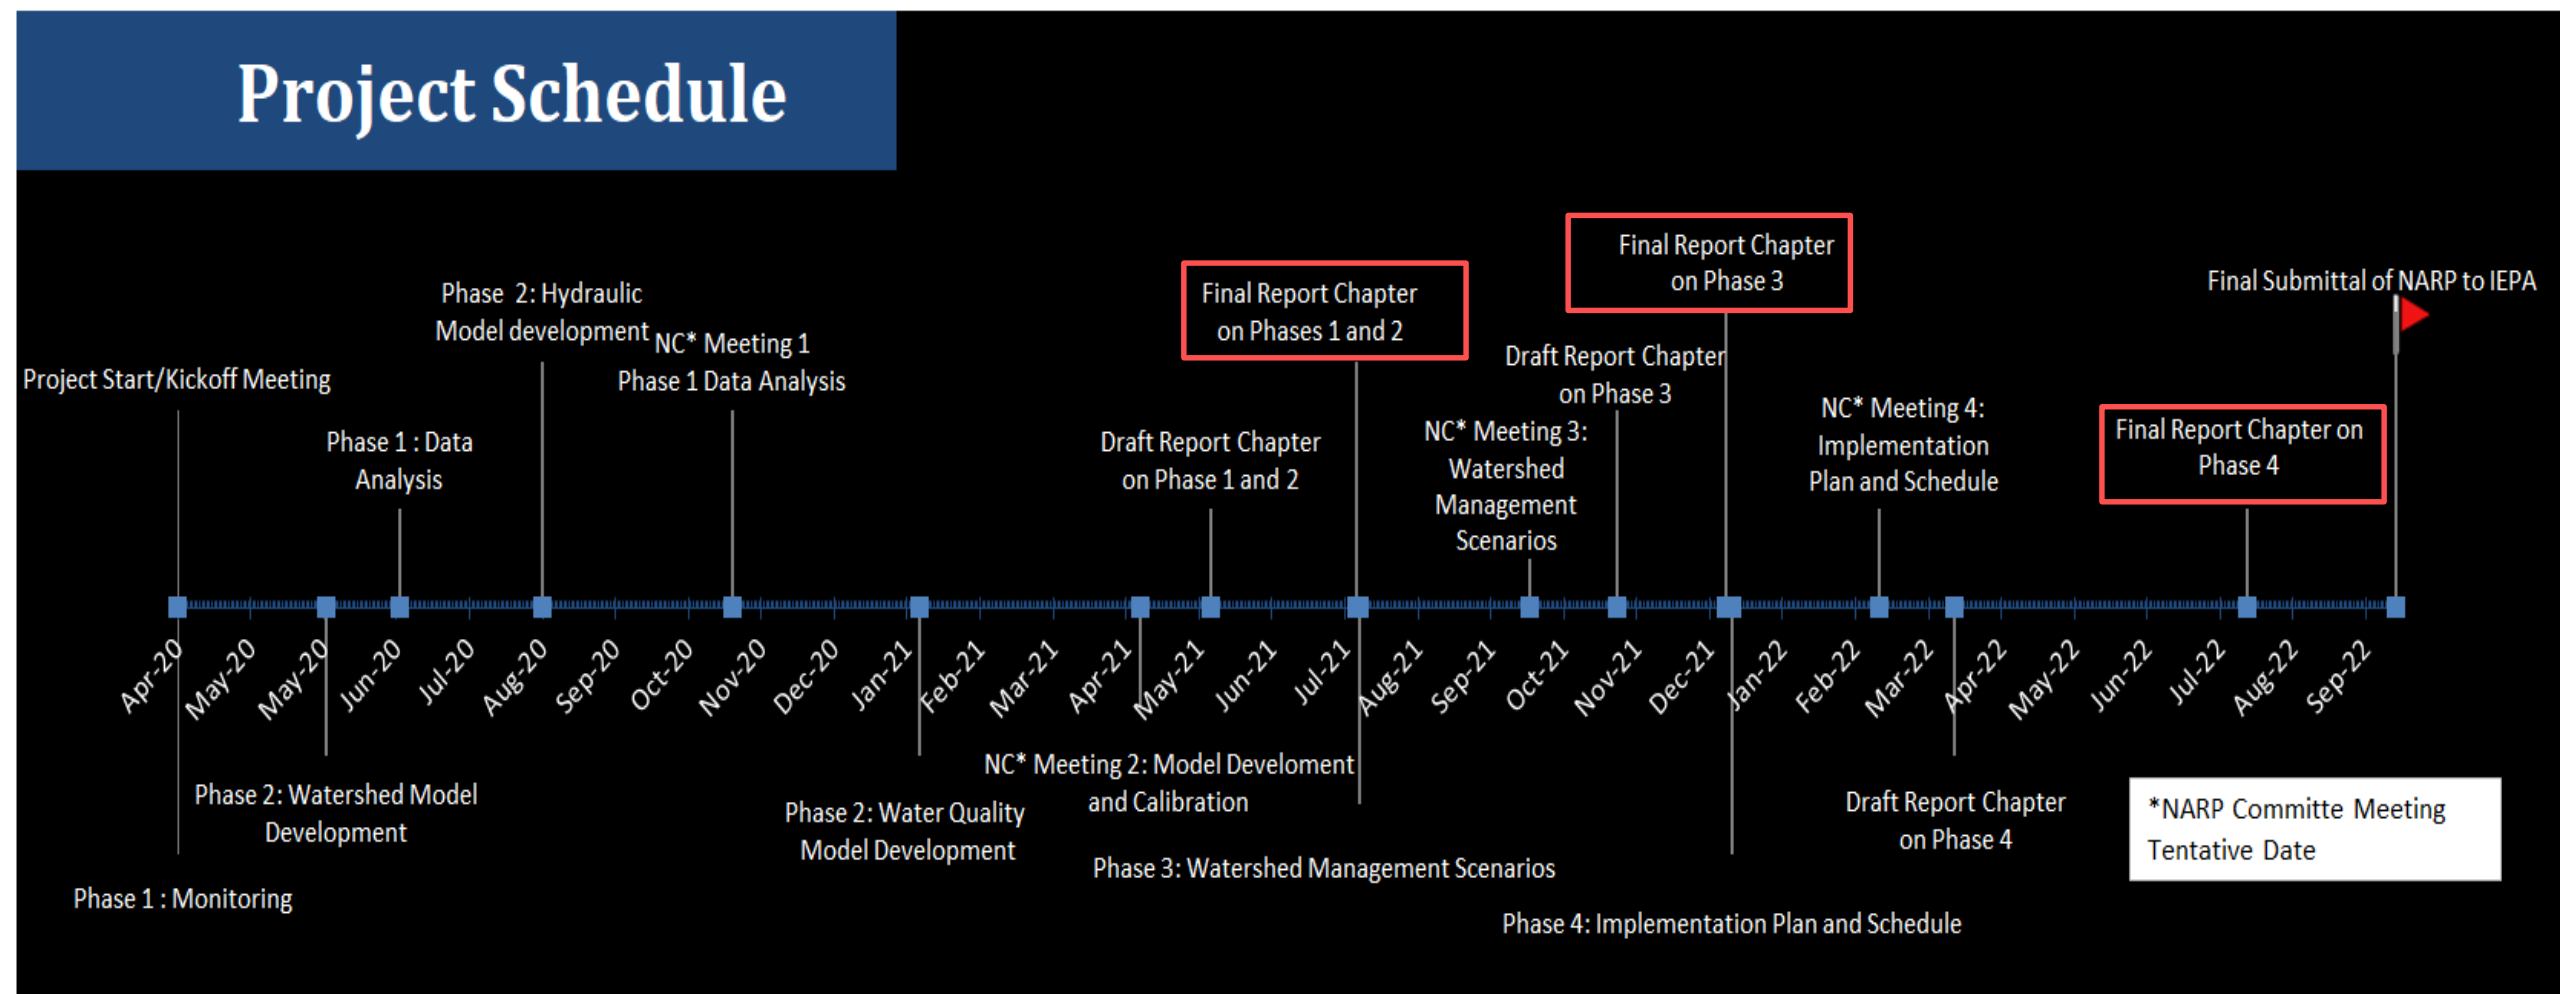 Project Schedule
Final Report Chapter
on Phase 3
Final Submittal of NARP to IEPA
Phase  2: Hydraulic
Model development
Final Report Chapter
on Phases 1 and 2
NC* Meeting 1
Phase 1 Data Analysis
Draft Report Chapter
on Phase 3
Project Start/Kickoff Meeting
NC* Meeting 4:
Implementation
Plan and Schedule
Final Report Chapter on
Phase 4
Phase 1 : Data
Analysis
Draft Report Chapter
on Phase 1 and 2
NC* Meeting 3:
Watershed
Management
Scenarios
Apr-20
May-20
May-20
Jun-20
Jul-20
Aug-20
Sep-20
Oct-20
Nov-20
Dec-20
Jan-21
Feb-21
Mar-21
Apr-21
May-21
Jun-21
Jul-21
Aug-21
Sep-21
Oct-21
Nov-21
Dec-21
Jan-22
Feb-22
Mar-22
Apr-22
May-22
Jun-22
Jul-22
Aug-22
Sep-22
Phase 2: Watershed Model
Development
Phase 1 : Monitoring
Phase 2: Water Quality
Model Development
NC* Meeting 2: Model Develoment
and Calibration
Phase 3: Watershed Management Scenarios
Phase 4: Implementation Plan and Schedule
Draft Report Chapter
on Phase 4
*NARP Committe Meeting
Tentative Date